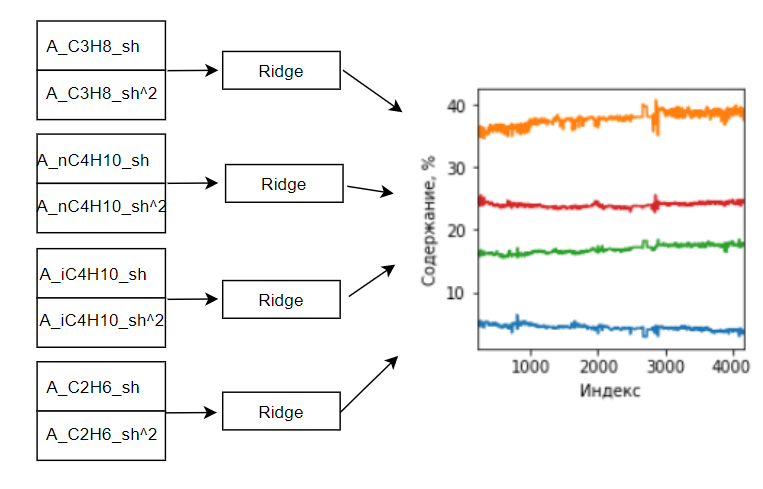 A_C3H8_sh
A_C3H8_sh^2
Ridge
A_nC4H10_sh
A_nC4H10_sh^2
Ridge
A_iC4H10_sh
A_iC4H10_sh^2
Ridge
A_C2H6_sh
A_C2H6_sh^2
Ridge
Содержание, %
40
30
20
10
1000 2000 3000 4000
Индекс